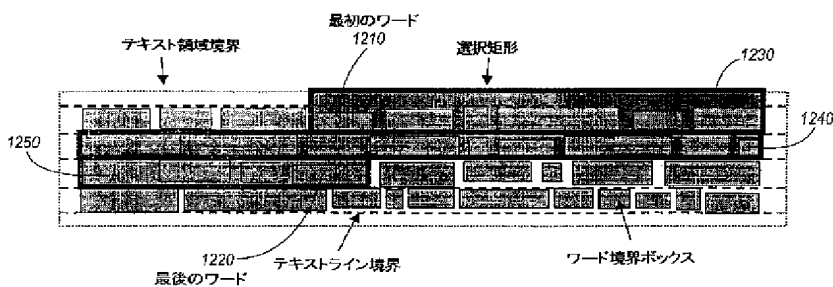 最初のワード
1210
テキスト領域境界
選択矩形
1230
1240
1250
1220
最後のワード
テキストライン境界
ワード境界ボックス